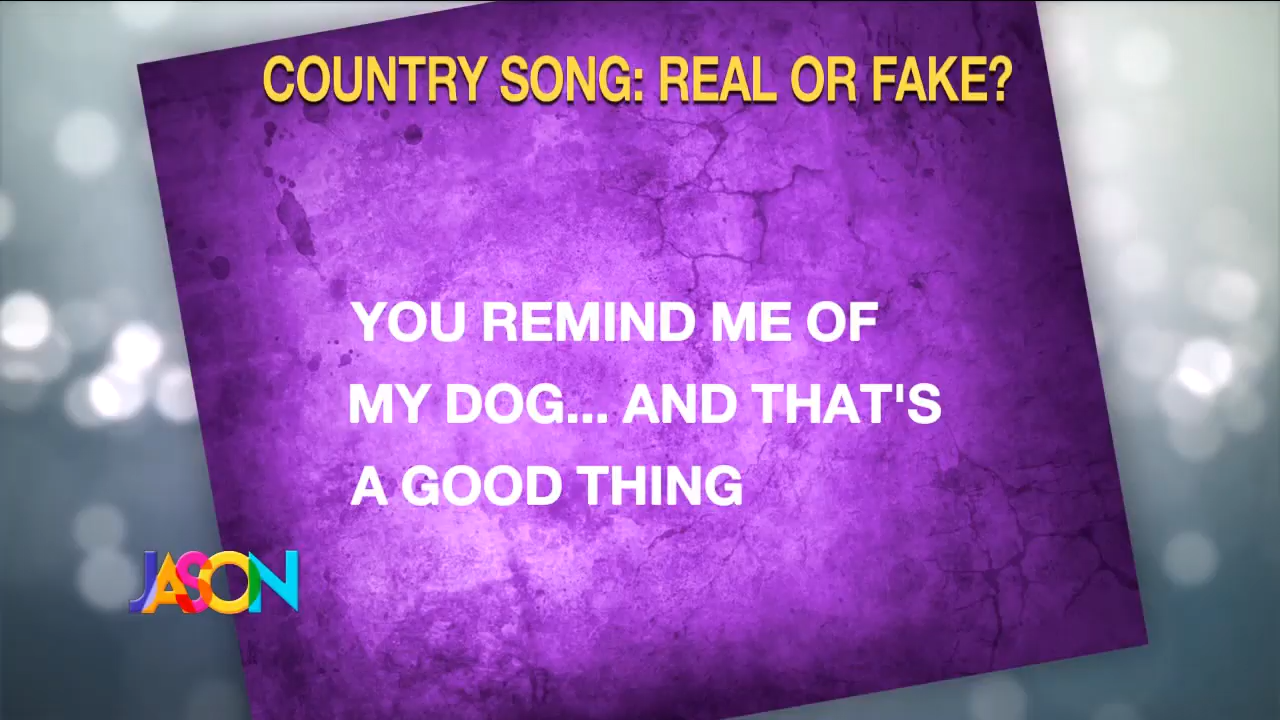 COUNTRY SONG: REAL OR FAKE?
YOU REMIND ME OF
MY DOG... AND THAT'S
A GOOD THING
JASON